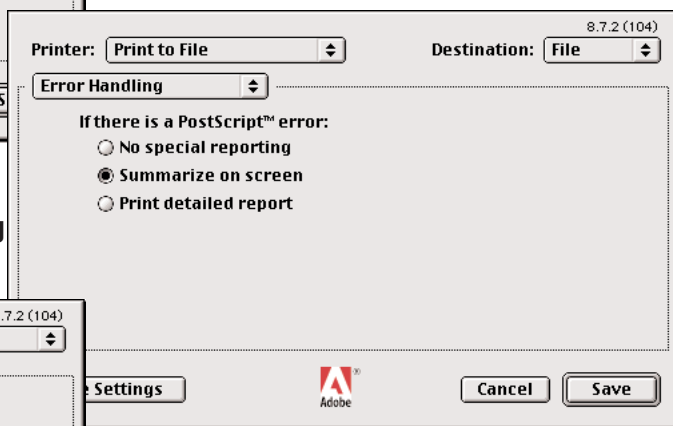 8.7.2 (104)
Printer: Print to File Destination: File
Error Handling
If there is a PostScript™ error:
No special reporting
Summarize on screen
Print detailed report
.7.2 (104)
Settings
Adobe®
Cancel
Save